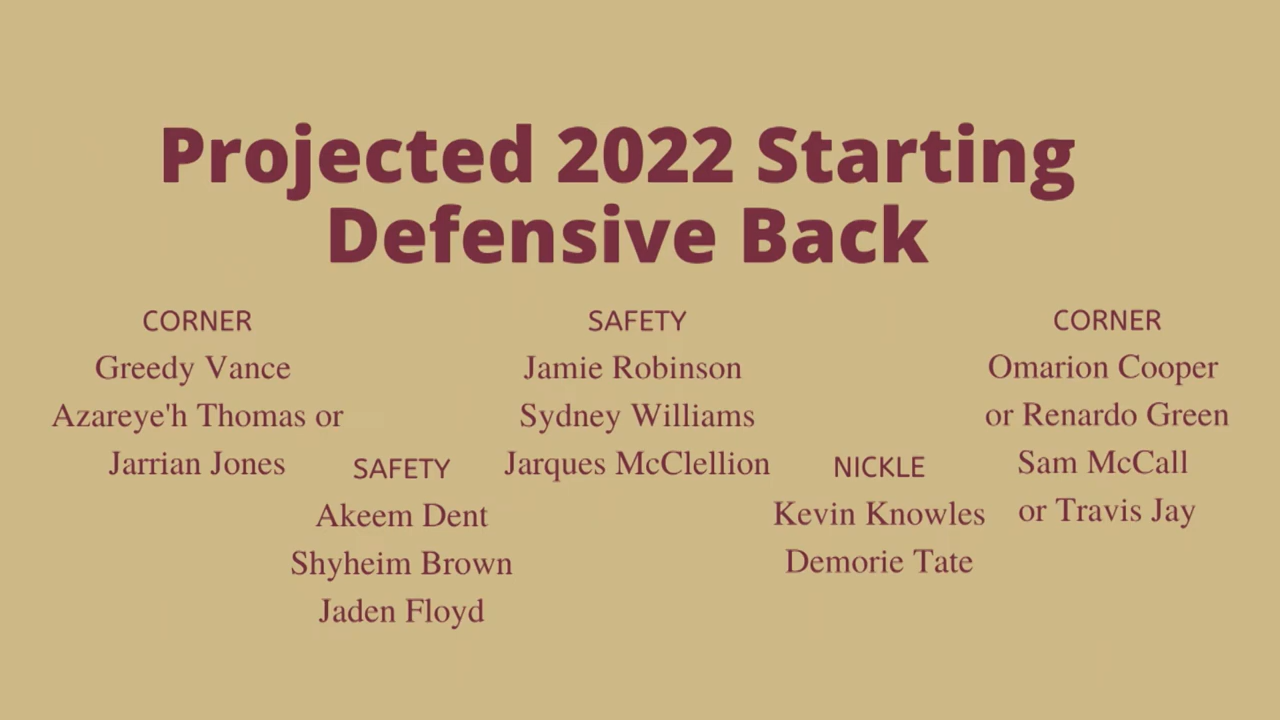 Projected 2022 Starting
Defensive Back
CORNER
Greedy Vance
Azareye'h Thomas or
Jarrian Jones
SAFETY
Akeem Dent
Shyheim Brown
Jaden Floyd
SAFETY
Jamie Robinson
Sydney Williams
Jarques McClellion
NICKLE
Kevin Knowles
Demorie Tate
CORNER
Omarion Cooper
or Renardo Green
Sam McCall
or Travis Jay